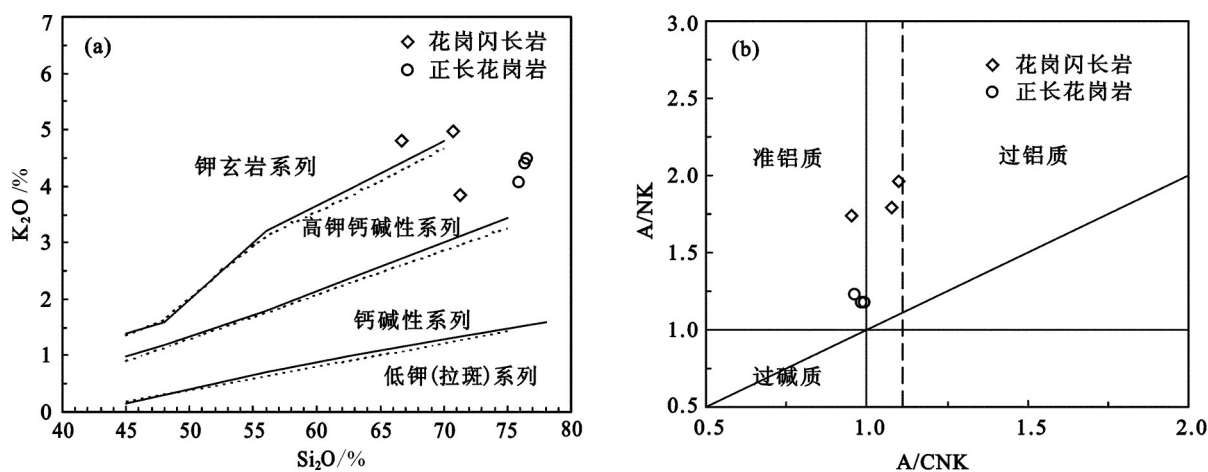 7
6
5
4
3
2
1
0
K₂O /%
(a)
花岗闪长岩
正长花岗岩
钾玄岩系列
高钾钙碱性系列
钙碱性系列
低钾(拉斑)系列
40
45
50
55
60
65
70
75
80
Si₂O /%
3.0
2.5
2.0
1.5
1.0
0.5
A/NK
(b)
花岗闪长岩
正长花岗岩
准铝质
过铝质
过碱质
0.5
1.0
1.5
2.0
A/CNK